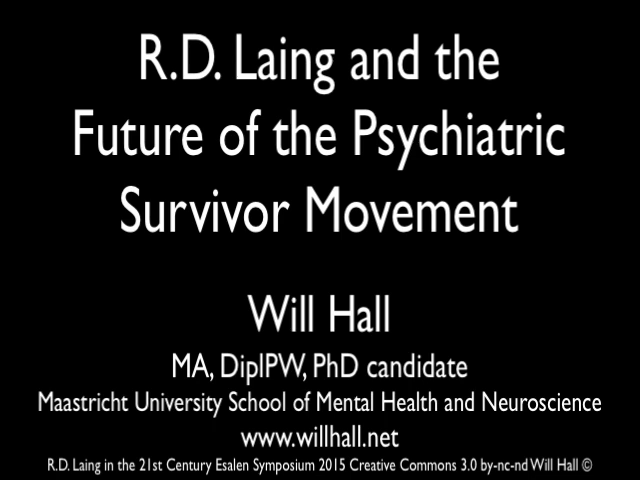 R.D. Laing and the
Future of the Psychiatric
Survivor Movement
Will Hall
MA, DiplPW, PhD candidate
Maastricht University School of Mental Health and Neuroscience
www.willhall.net
R.D. Laing in the 21st Century Esalen Symposium 2015 Creative Commons 3.0 by-nc-nd Will Hall ©